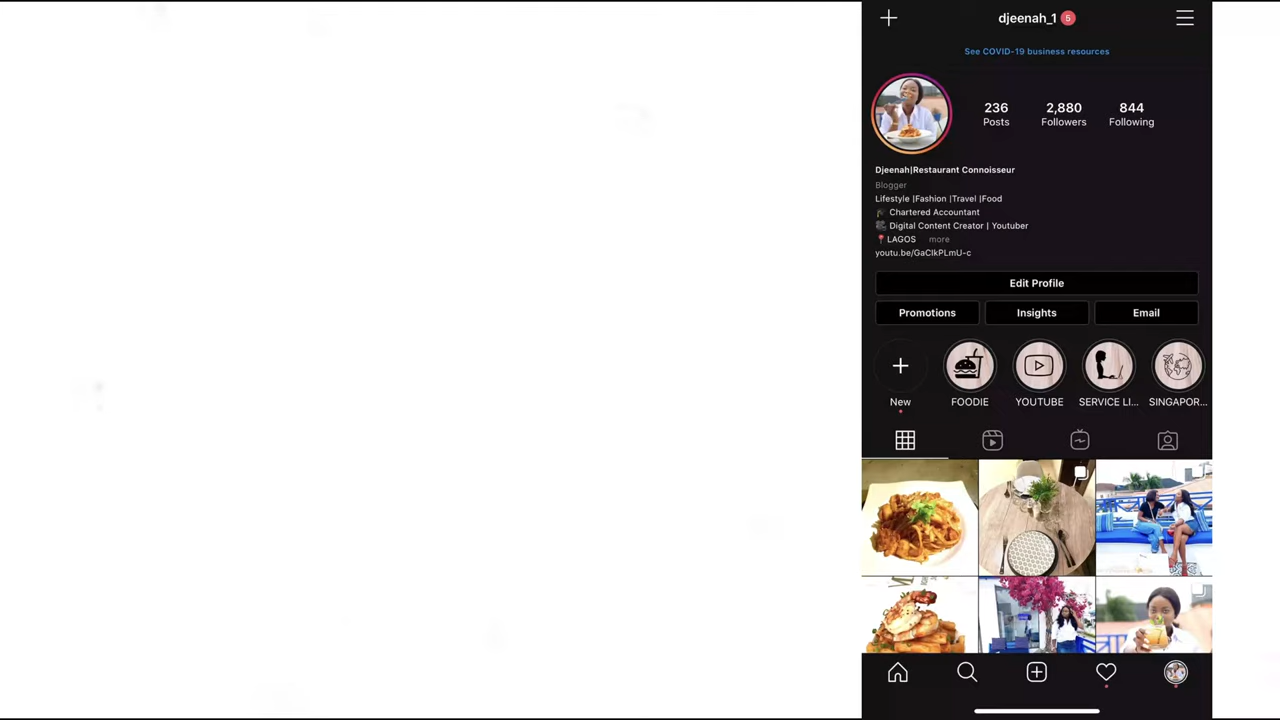 djeenah_1 5
See COVID-19 business resources
236 2,880 844
Posts Followers Following
Djeenah|Restaurant Connoisseur
Blogger
Lifestyle |Fashion |Travel |Food
Chartered Accountant
Digital Content Creator | Youtuber
LAGOS more
youtu.be/GaCIkPLmU-c
Edit Profile
Promotions Insights Email
New FOODIE YOUTUBE SERVICE LI... SINGAPOR...